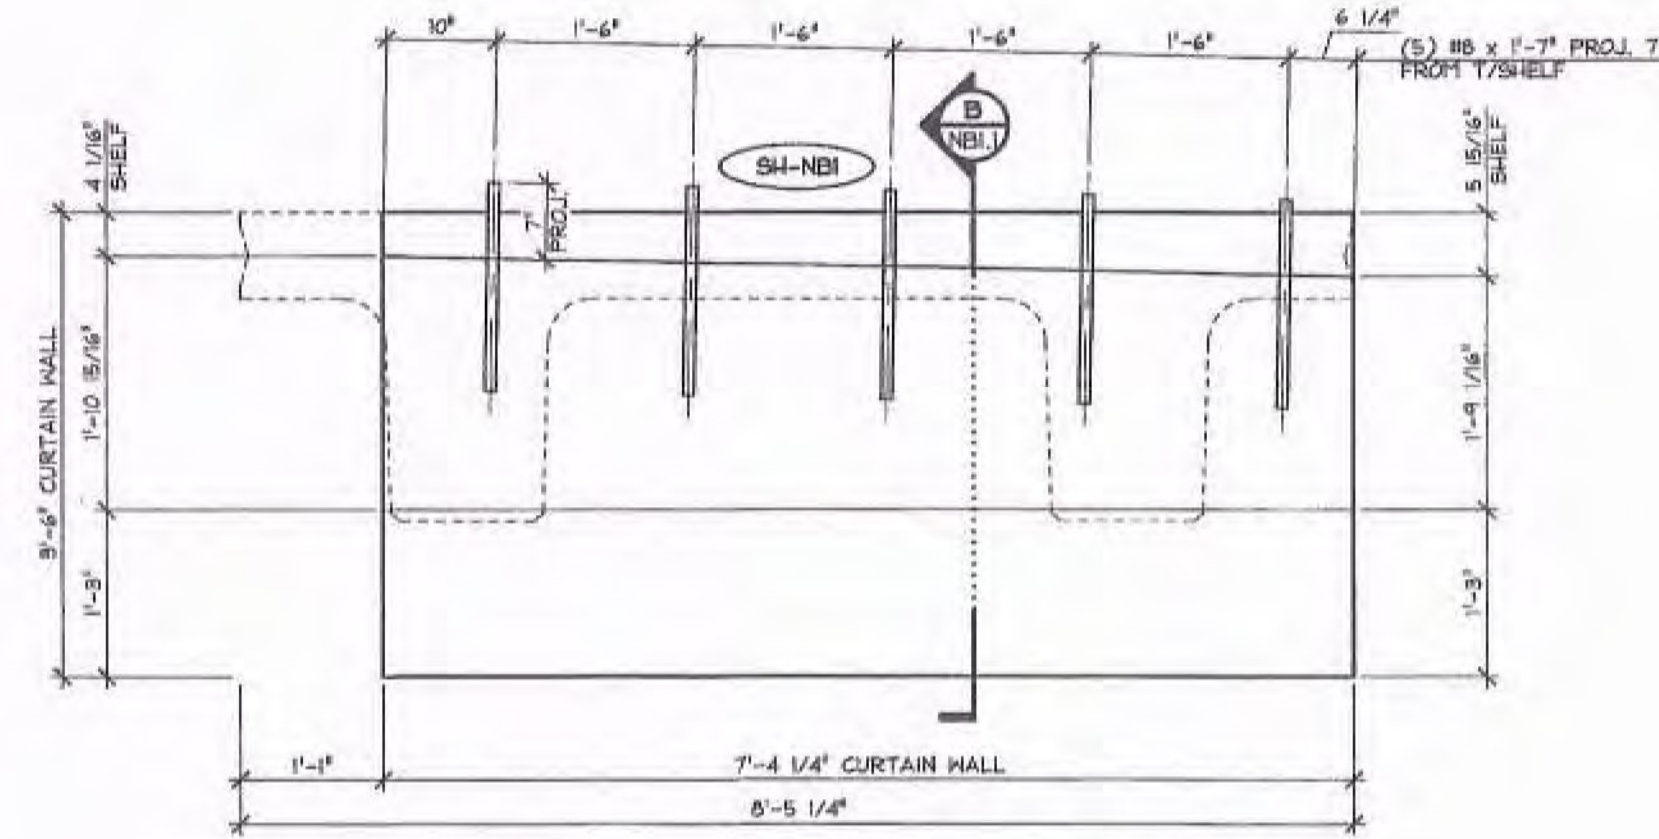 10"
1'-6"
1'-6"
1'-6"
1'-6"
6 1/4"
(5) #8 x 1'-7" PROJ. 7
FROM T/SHELF
B
NB1.1
SH-NB1
4 1/16"
SHELF
5 15/16"
SHELF
7"
PROJ.
3'-6" CURTAIN WALL
1'-10 15/16"
1'-9 1/16"
1'-3"
1'-3"
1'-1"
7'-4 1/4" CURTAIN WALL
8'-5 1/4"